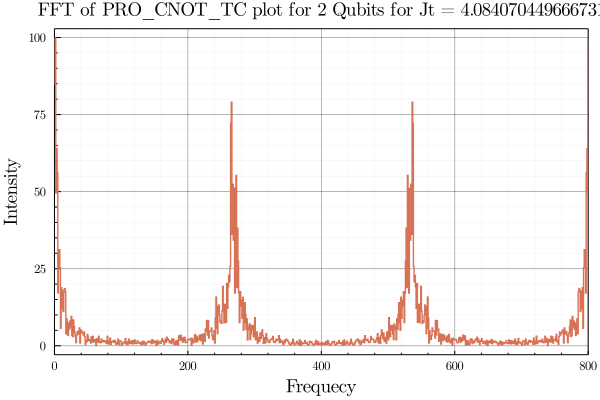 FFT of PRO_CNOT_TC plot for 2 Qubits for Jt = 4.084070449666731
Intensity
100
75
50
25
0
0 200 400 600 800
Frequecy